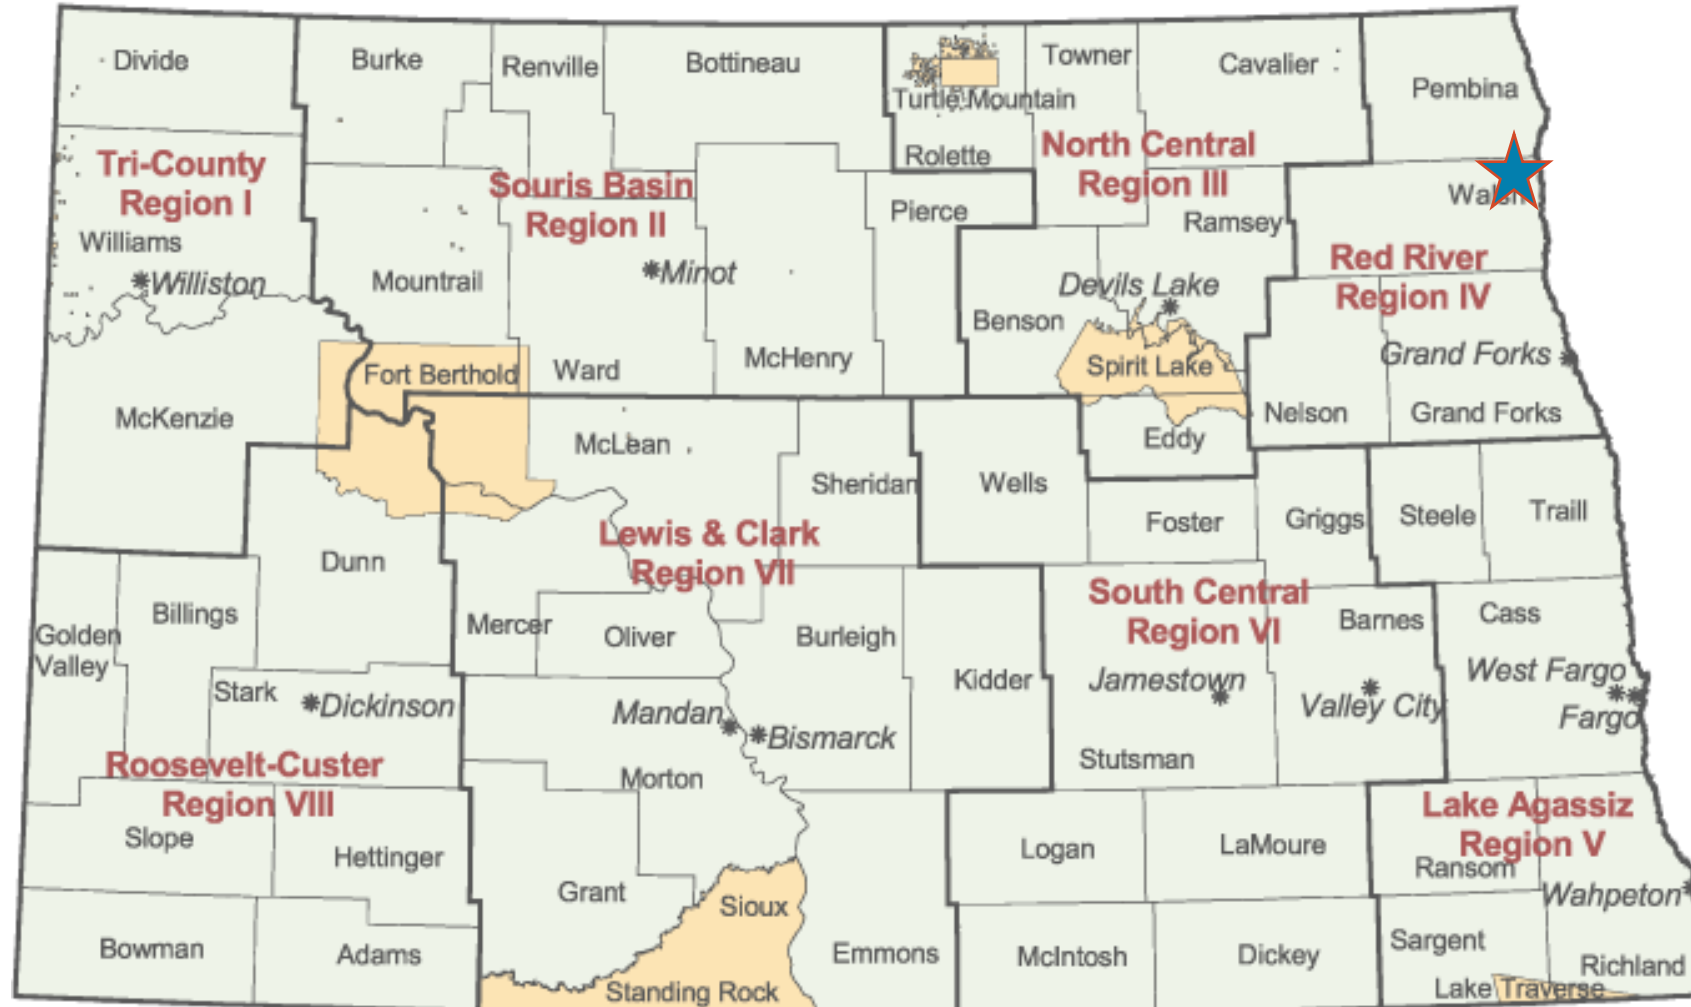 Divide
Burke
Renville
Bottineau
Towner
Cavalier
Pembina
Turtle Mountain
Rolette
Tri-County
Region I
Souris Basin
Region II
North Central
Region III
Walsh
Pierce
Ramsey
Williams
Williston
Mountrail
Minot
Devils Lake
Red River
Region IV
Benson
Grand Forks
Fort Berthold
Ward
McHenry
Spirit Lake
McKenzie
McLean
Eddy
Nelson
Grand Forks
Sheridan
Wells
Foster
Griggs
Steele
Traill
Dunn
Lewis & Clark
Region VII
South Central
Region VI
Golden
Valley
Billings
Mercer
Oliver
Burleigh
Barnes
Cass
Stark
Dickinson
Kidder
Jamestown
Valley City
West Fargo
Fargo
Mandan
Bismarck
Stutsman
Roosevelt-Custer
Region VIII
Morton
Lake Agassiz
Region V
Slope
Hettinger
Logan
LaMoure
Ransom
Grant
Sioux
Wahpeton
Bowman
Adams
Emmons
McIntosh
Dickey
Sargent
Richland
Standing Rock
Lake Traverse